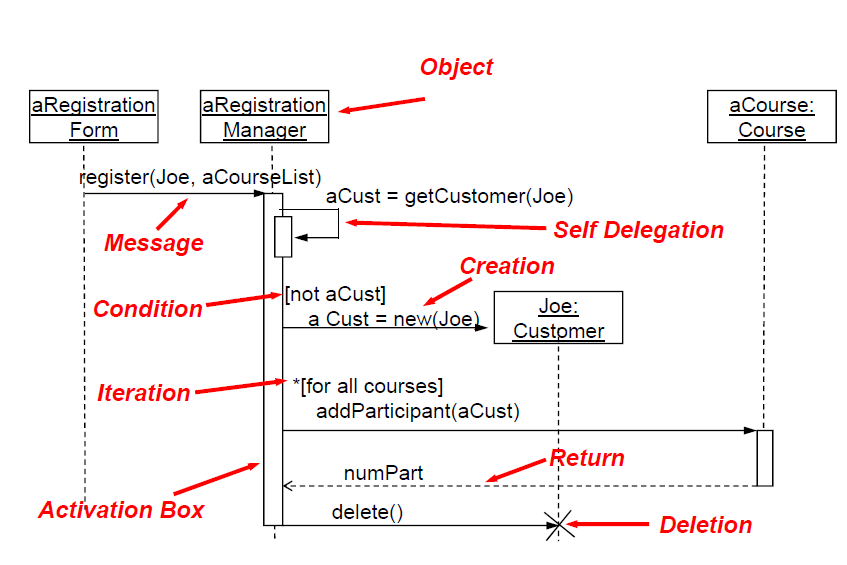 Object
aRegistration
Form
aRegistration
Manager
aCourse:
Course
register(Joe, aCourseList)
aCust = getCustomer(Joe)
Message
Self Delegation
Creation
Condition
[not aCust]
a Cust = new(Joe)
Joe:
Customer
Iteration
*[for all courses]
addParticipant(aCust)
Return
numPart
Activation Box
delete()
Deletion